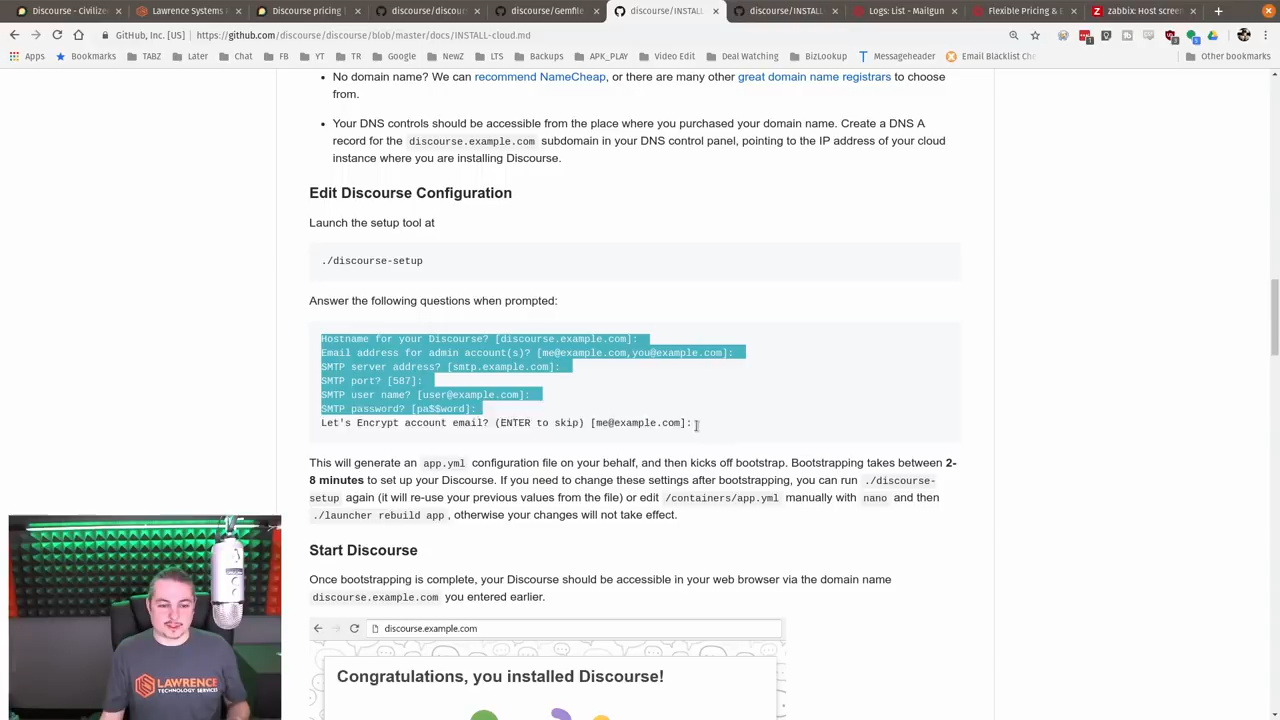 Discourse - Civilize
Lawrence Systems F
Discourse pricing
discourse/discour
discourse/Gemfile
discourse/INSTALL
discourse/INSTALL
Logs: List - Mailgun
Flexible Pricing & E
zabbix: Host screen
GitHub, Inc. [US] https://github.com/discourse/discourse/blob/master/docs/INSTALL-cloud.md
Apps Bookmarks TABZ Later Chat FB YT TR Google NewZ LTS Backups APK_PLAY Video Edit Deal Watching BizLookup Messageheader Email Blacklist Che Other bookmarks
No domain name? We can recommend NameCheap, or there are many other great domain name registrars to choose
from.
Your DNS controls should be accessible from the place where you purchased your domain name. Create a DNS A
record for the discourse.example.com subdomain in your DNS control panel, pointing to the IP address of your cloud
instance where you are installing Discourse.
Edit Discourse Configuration
Launch the setup tool at
./discourse-setup
Answer the following questions when prompted:
Hostname for your Discourse? [discourse.example.com]:
Email address for admin account(s)? [me@example.com,you@example.com]:
SMTP server address? [smtp.example.com]:
SMTP port? [587]:
SMTP user name? [user@example.com]:
SMTP password? [pa$$word]:
Let's Encrypt account email? (ENTER to skip) [me@example.com]:
This will generate an app.yml configuration file on your behalf, and then kicks off bootstrap. Bootstrapping takes between 2-
8 minutes to set up your Discourse. If you need to change these settings after bootstrapping, you can run ./discourse-
setup again (it will re-use your previous values from the file) or edit /containers/app.yml manually with nano and then
./launcher rebuild app, otherwise your changes will not take effect.
Start Discourse
Once bootstrapping is complete, your Discourse should be accessible in your web browser via the domain name
discourse.example.com you entered earlier.
discourse.example.com
Congratulations, you installed Discourse!
LAWRENCE
TECHNOLOGY SERVICES